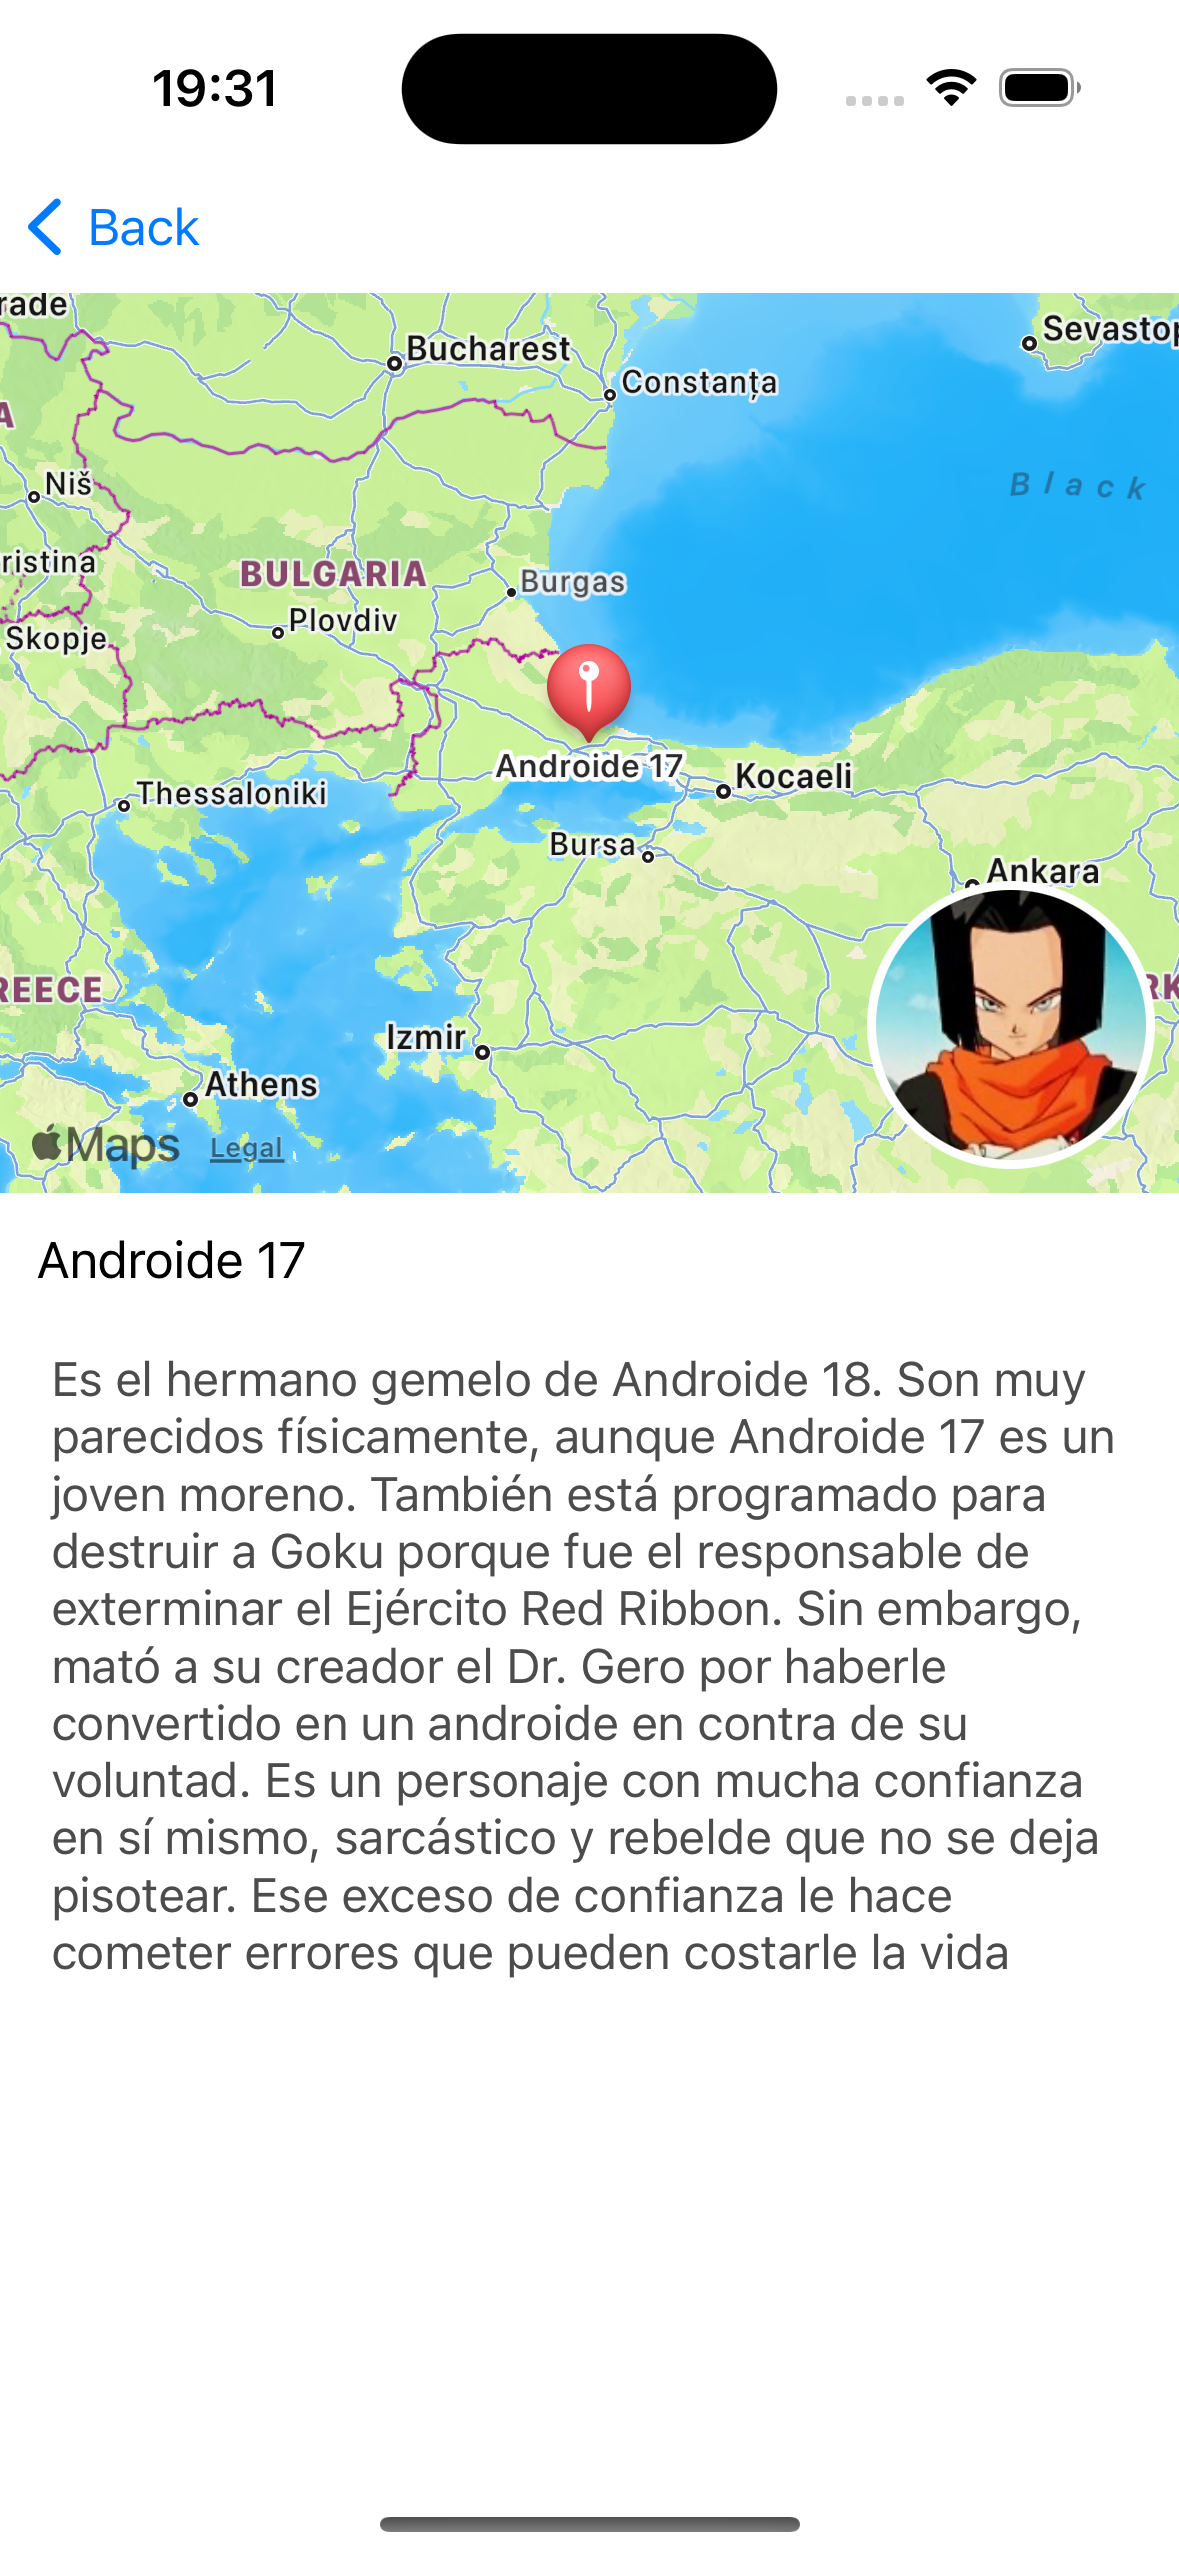 19:31
Back
rade
Bucharest
Sevastop
Constanța
A
Niš
Black
ristina
BULGARIA
Burgas
Plovdiv
Skopje
Androide 17
Kocaeli
Thessaloniki
Bursa
Ankara
REECE
RK
Izmir
Athens
Maps Legal
Androide 17
Es el hermano gemelo de Androide 18. Son muy
parecidos físicamente, aunque Androide 17 es un
joven moreno. También está programado para
destruir a Goku porque fue el responsable de
exterminar el Ejército Red Ribbon. Sin embargo,
mató a su creador el Dr. Gero por haberle
convertido en un androide en contra de su
voluntad. Es un personaje con mucha confianza
en sí mismo, sarcástico y rebelde que no se deja
pisotear. Ese exceso de confianza le hace
cometer errores que pueden costarle la vida